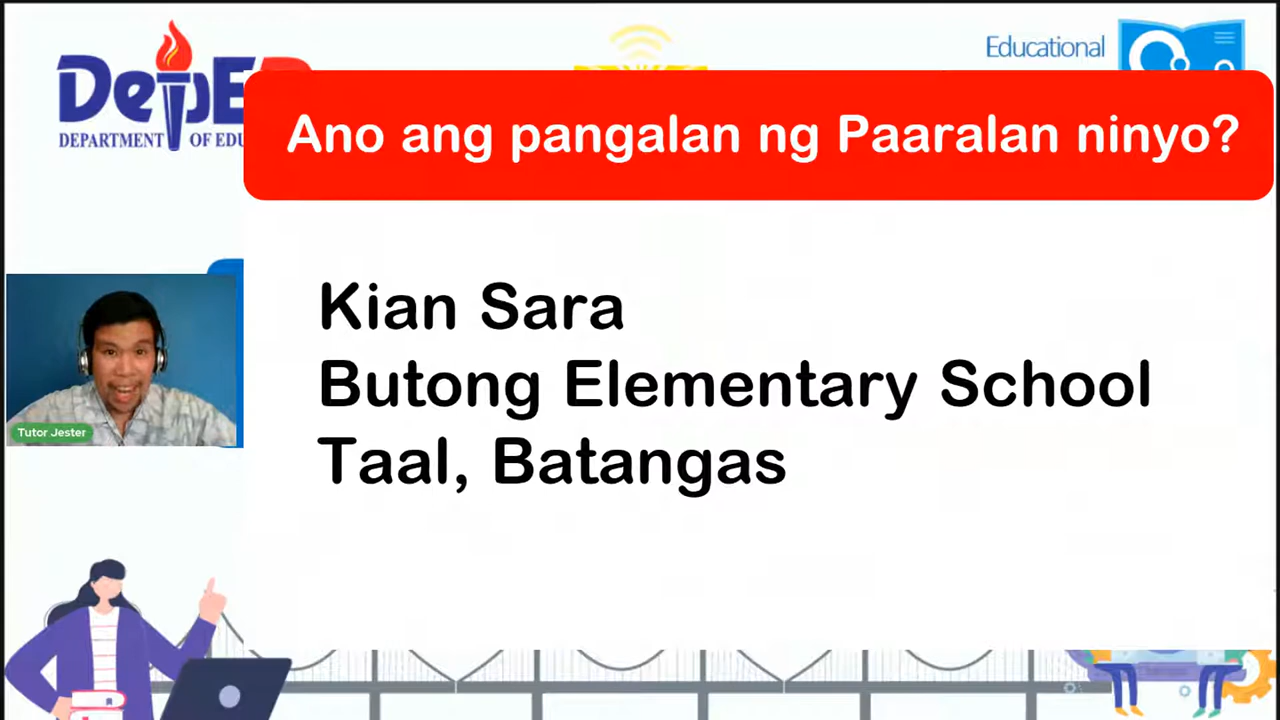 DepED
DEPARTMENT OF EDU
Educational
Ano ang pangalan ng Paaralan ninyo?
Kian Sara
Butong Elementary School
Taal, Batangas
Tutor Jester